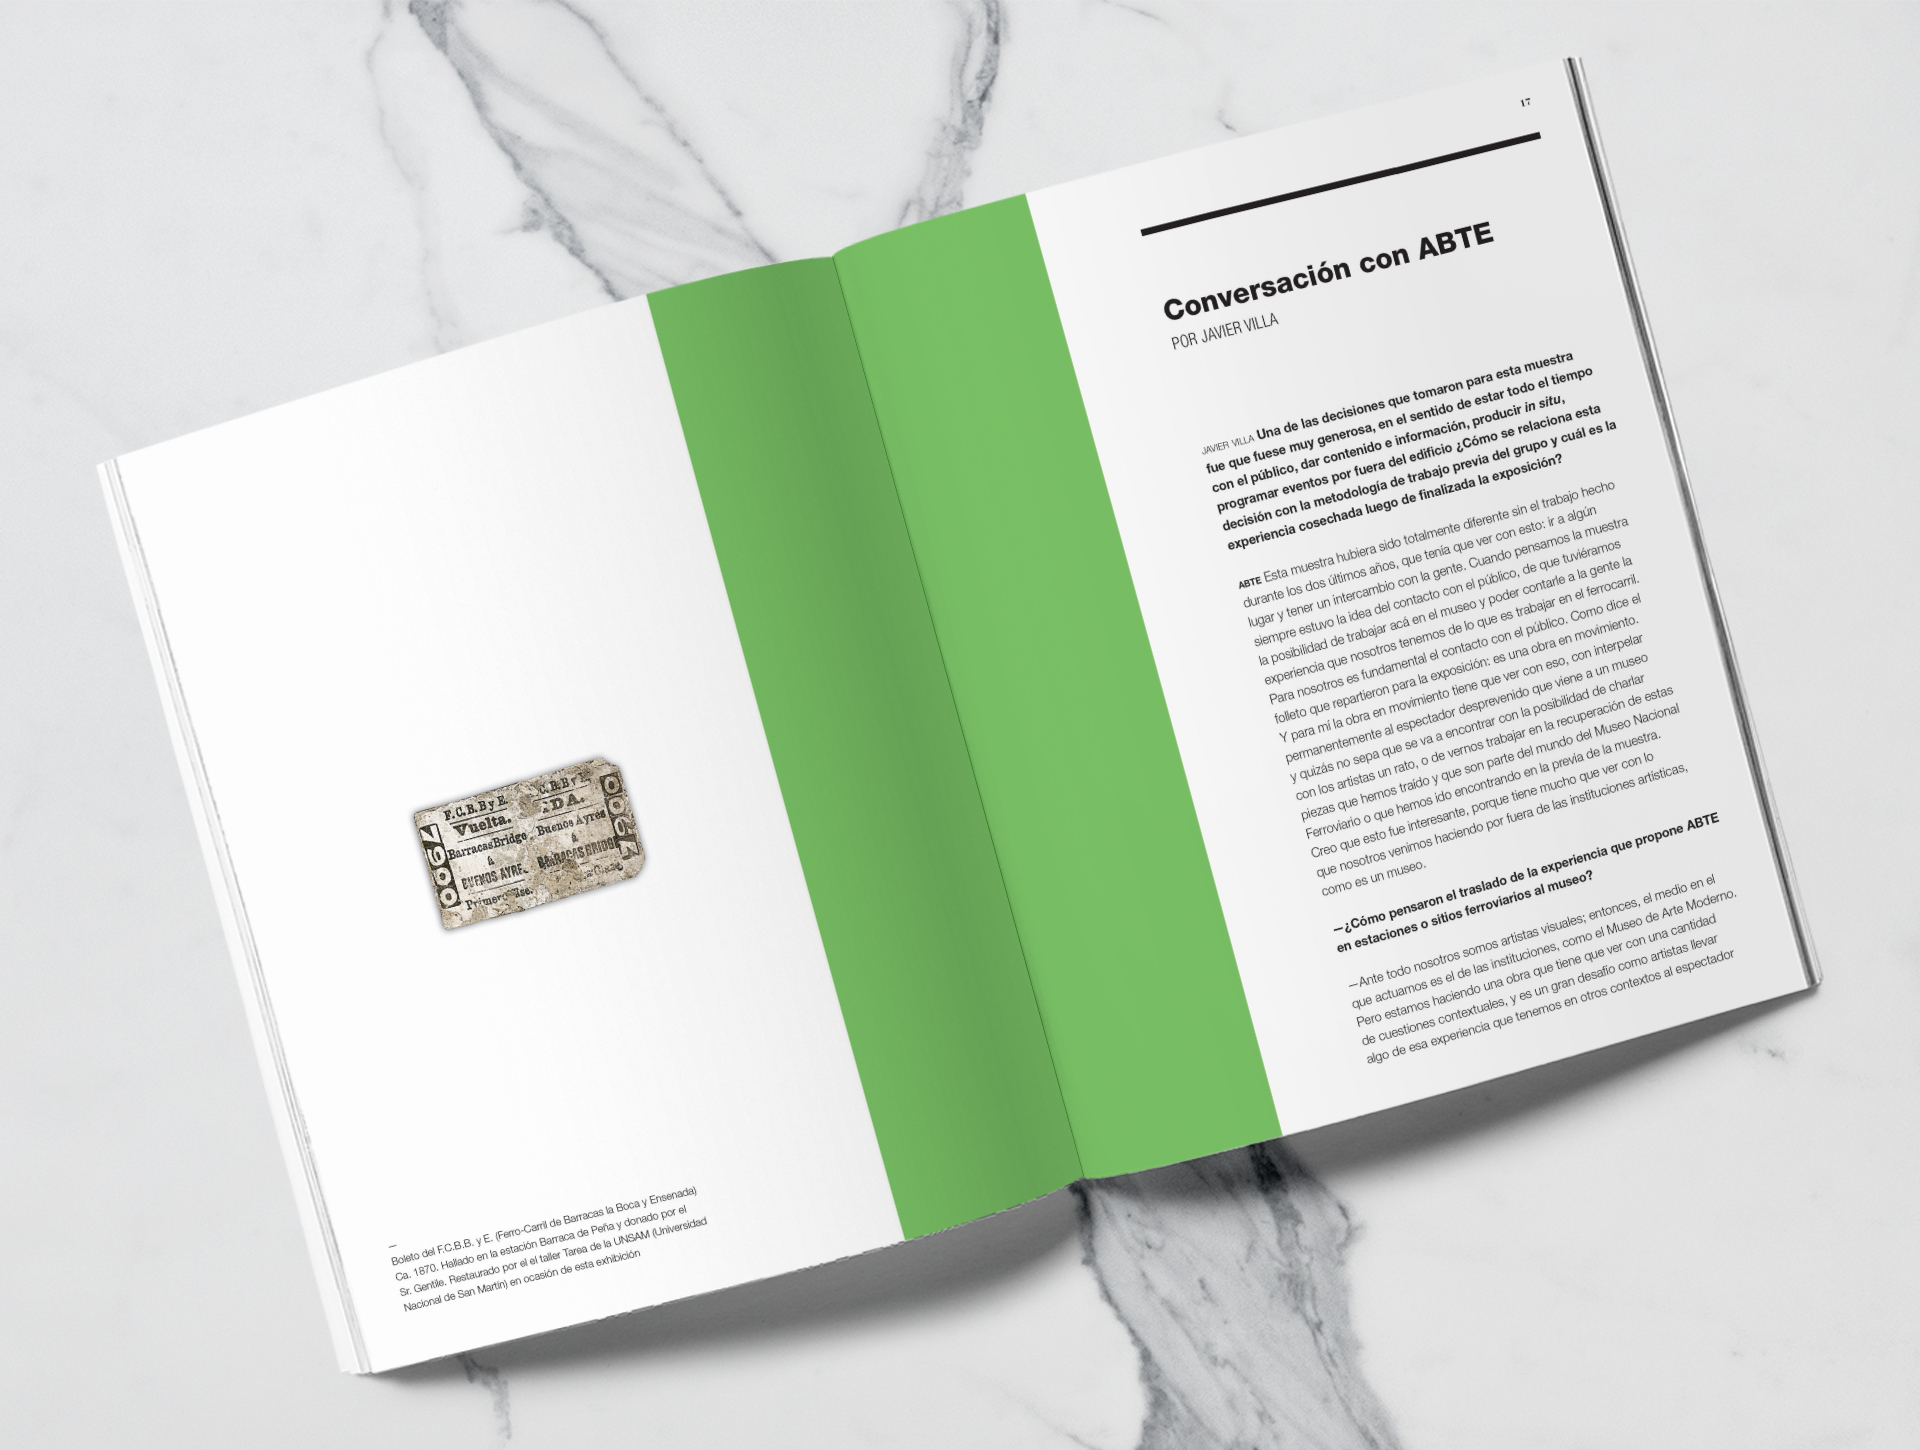 F.C.B.By E.
Vuelta.
BarracasBridge
á
BUENOS AYRE
Primera Clse.
0097
C.B.By E.
IDA.
Buenos Ayres
á
BARRACAS BRIDG
—
Boleto del F.C.B.B. y E. (Ferro-Carril de Barracas la Boca y Ensenada)
Ca. 1870. Hallado en la estación Barraca de Peña y donado por el
Sr. Gentile. Restaurado por el el taller Tarea de la UNSAM (Universidad
Nacional de San Martín) en ocasión de esta exhibición
17
Conversación con ABTE
POR JAVIER VILLA
JAVIER VILLA Una de las decisiones que tomaron para esta muestra
fue que fuese muy generosa, en el sentido de estar todo el tiempo
con el público, dar contenido e información, producir in situ,
programar eventos por fuera del edificio ¿Cómo se relaciona esta
decisión con la metodología de trabajo previa del grupo y cuál es la
experiencia cosechada luego de finalizada la exposición?
ABTE Esta muestra hubiera sido totalmente diferente sin el trabajo hecho
durante los dos últimos años, que tenía que ver con esto: ir a algún
lugar y tener un intercambio con la gente. Cuando pensamos la muestra
siempre estuvo la idea del contacto con el público, de que tuviéramos
la posibilidad de trabajar acá en el museo y poder contarle a la gente la
experiencia que nosotros tenemos de lo que es trabajar en el ferrocarril.
Para nosotros es fundamental el contacto con el público. Como dice el
folleto que repartieron para la exposición: es una obra en movimiento.
Y para mí la obra en movimiento tiene que ver con eso, con interpelar
permanentemente al espectador desprevenido que viene a un museo
y quizás no sepa que se va a encontrar con la posibilidad de charlar
con los artistas un rato, o de vernos trabajar en la recuperación de estas
piezas que hemos traído y que son parte del mundo del Museo Nacional
Ferroviario o que hemos ido encontrando en la previa de la muestra.
Creo que esto fue interesante, porque tiene mucho que ver con lo
que nosotros venimos haciendo por fuera de las instituciones artísticas,
como es un museo.
—¿Cómo pensaron el traslado de la experiencia que propone ABTE
en estaciones o sitios ferroviarios al museo?
—Ante todo nosotros somos artistas visuales; entonces, el medio en el
que actuamos es el de las instituciones, como el Museo de Arte Moderno.
Pero estamos haciendo una obra que tiene que ver con una cantidad
de cuestiones contextuales, y es un gran desafío como artistas llevar
algo de esa experiencia que tenemos en otros contextos al espectador